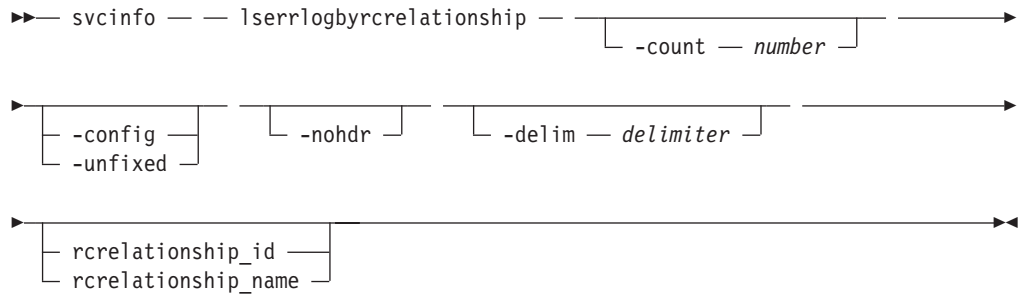 svcinfo lserrlogbyrcrelationship
-count number
-config
-unfixed
-nohdr
-delim delimiter
rcrelationship_id
rcrelationship_name